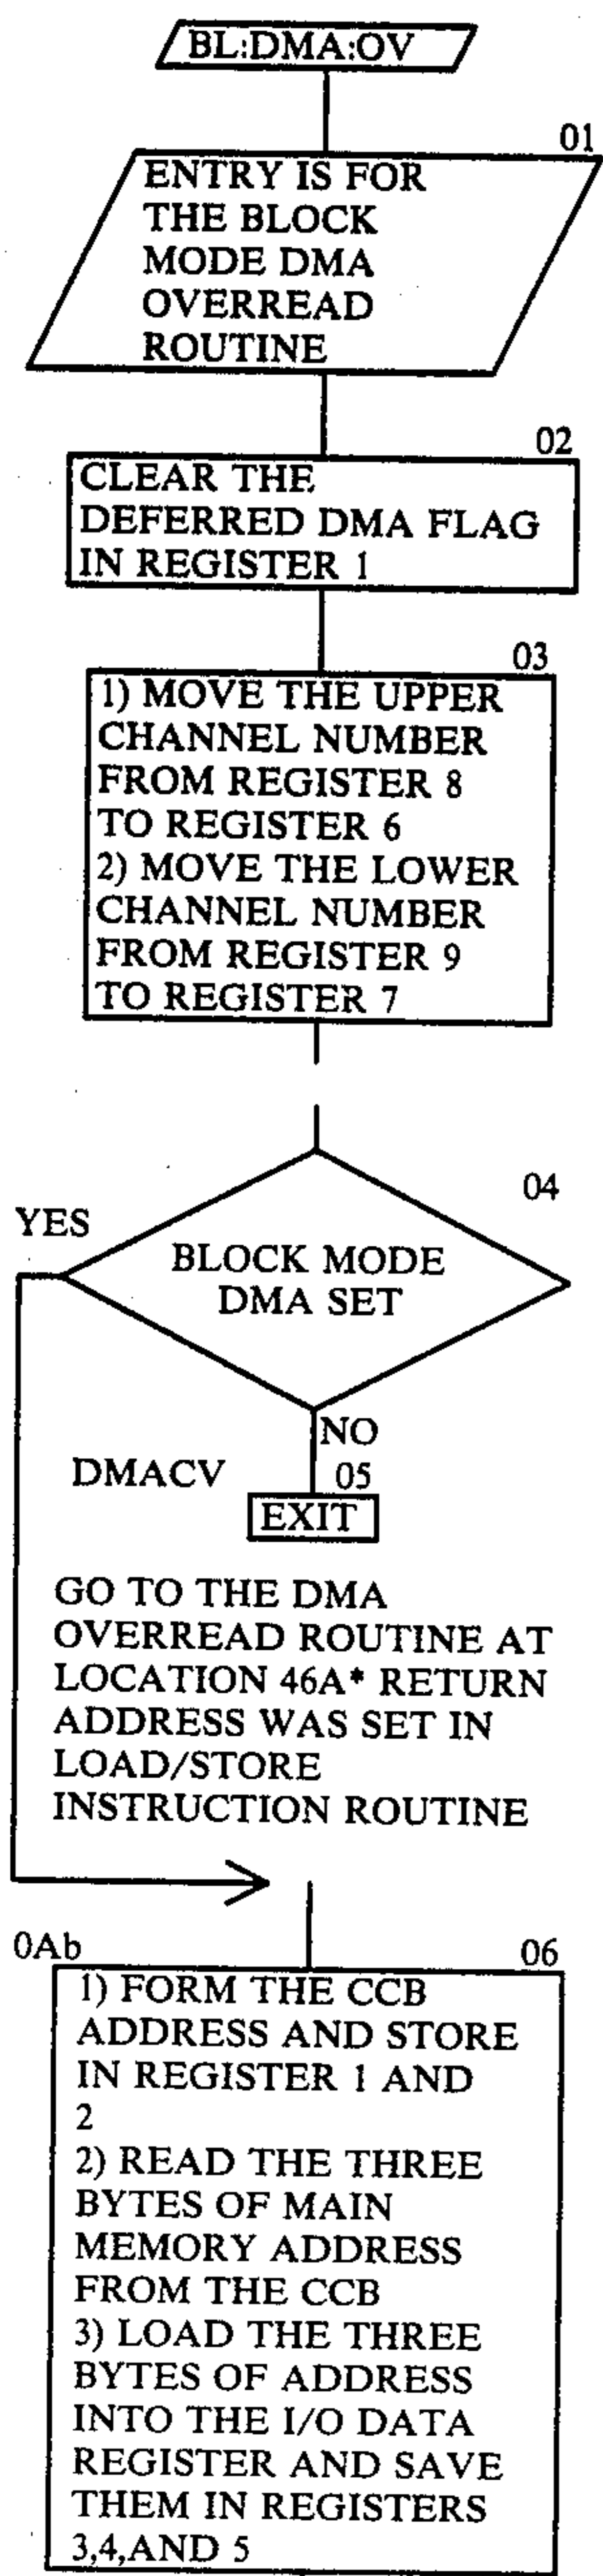 BL:DMA:OV
01
ENTRY IS FOR
THE BLOCK
MODE DMA
OVERREAD
ROUTINE
02
CLEAR THE
DEFERRED DMA FLAG
IN REGISTER 1
03
1) MOVE THE UPPER
CHANNEL NUMBER
FROM REGISTER 8
TO REGISTER 6
2) MOVE THE LOWER
CHANNEL NUMBER
FROM REGISTER 9
TO REGISTER 7
04
YES
BLOCK MODE
DMA SET
NO
DMACV 05
EXIT
GO TO THE DMA
OVERREAD ROUTINE AT
LOCATION 46A* RETURN
ADDRESS WAS SET IN
LOAD/STORE
INSTRUCTION ROUTINE
0Ab 06
1) FORM THE CCB
ADDRESS AND STORE
IN REGISTER 1 AND
2
2) READ THE THREE
BYTES OF MAIN
MEMORY ADDRESS
FROM THE CCB
3) LOAD THE THREE
BYTES OF ADDRESS
INTO THE I/O DATA
REGISTER AND SAVE
THEM IN REGISTERS
3,4,AND 5